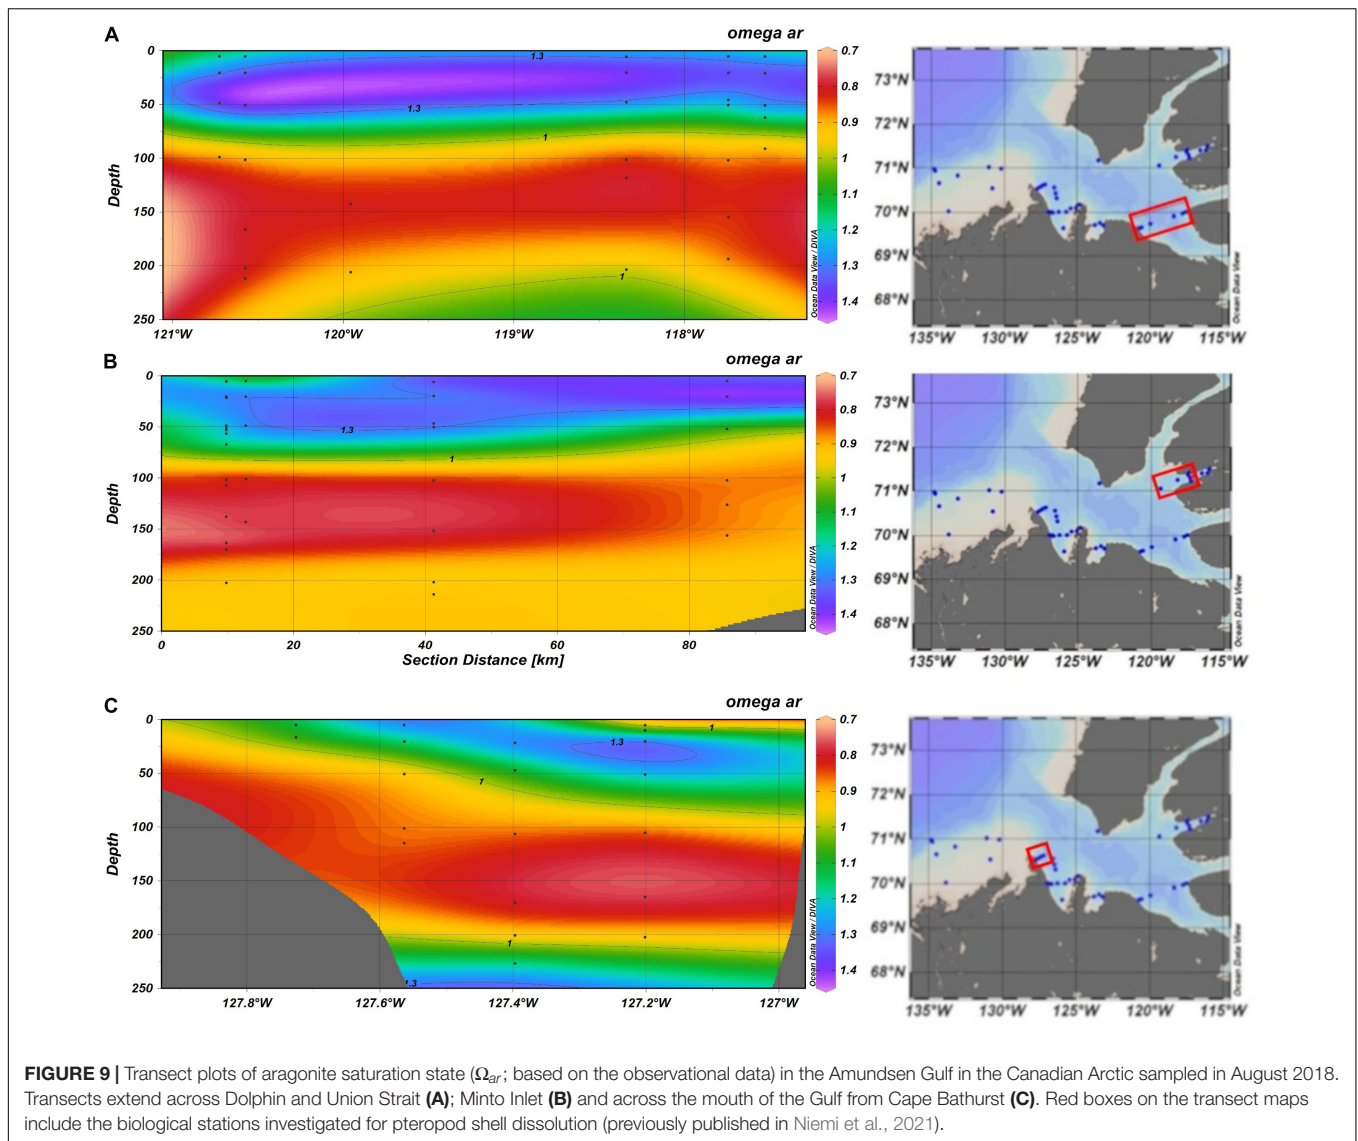 A
omega ar
0
50
100
150
200
250
Depth
1.3
1.3
1
1
121°W
120°W
119°W
118°W
Ocean Data View / DIVA
0.7
0.8
0.9
1
1.1
1.2
1.3
1.4
73°N
72°N
71°N
70°N
69°N
68°N
135°W
130°W
125°W
120°W
115°W
Ocean Data View
B
omega ar
0
50
100
150
200
250
Depth
1.3
1
0
20
40
60
80
Section Distance [km]
Ocean Data View / DIVA
0.7
0.8
0.9
1
1.1
1.2
1.3
1.4
73°N
72°N
71°N
70°N
69°N
68°N
135°W
130°W
125°W
120°W
115°W
Ocean Data View
C
omega ar
0
50
100
150
200
250
Depth
1
1.3
1
1
1.3
127.8°W
127.6°W
127.4°W
127.2°W
127°W
Ocean Data View / DIVA
0.7
0.8
0.9
1
1.1
1.2
1.3
1.4
73°N
72°N
71°N
70°N
69°N
68°N
135°W
130°W
125°W
120°W
115°W
Ocean Data View
FIGURE 9 | Transect plots of aragonite saturation state (Ωar; based on the observational data) in the Amundsen Gulf in the Canadian Arctic sampled in August 2018.
Transects extend across Dolphin and Union Strait (A); Minto Inlet (B) and across the mouth of the Gulf from Cape Bathurst (C). Red boxes on the transect maps
include the biological stations investigated for pteropod shell dissolution (previously published in Niemi et al., 2021).